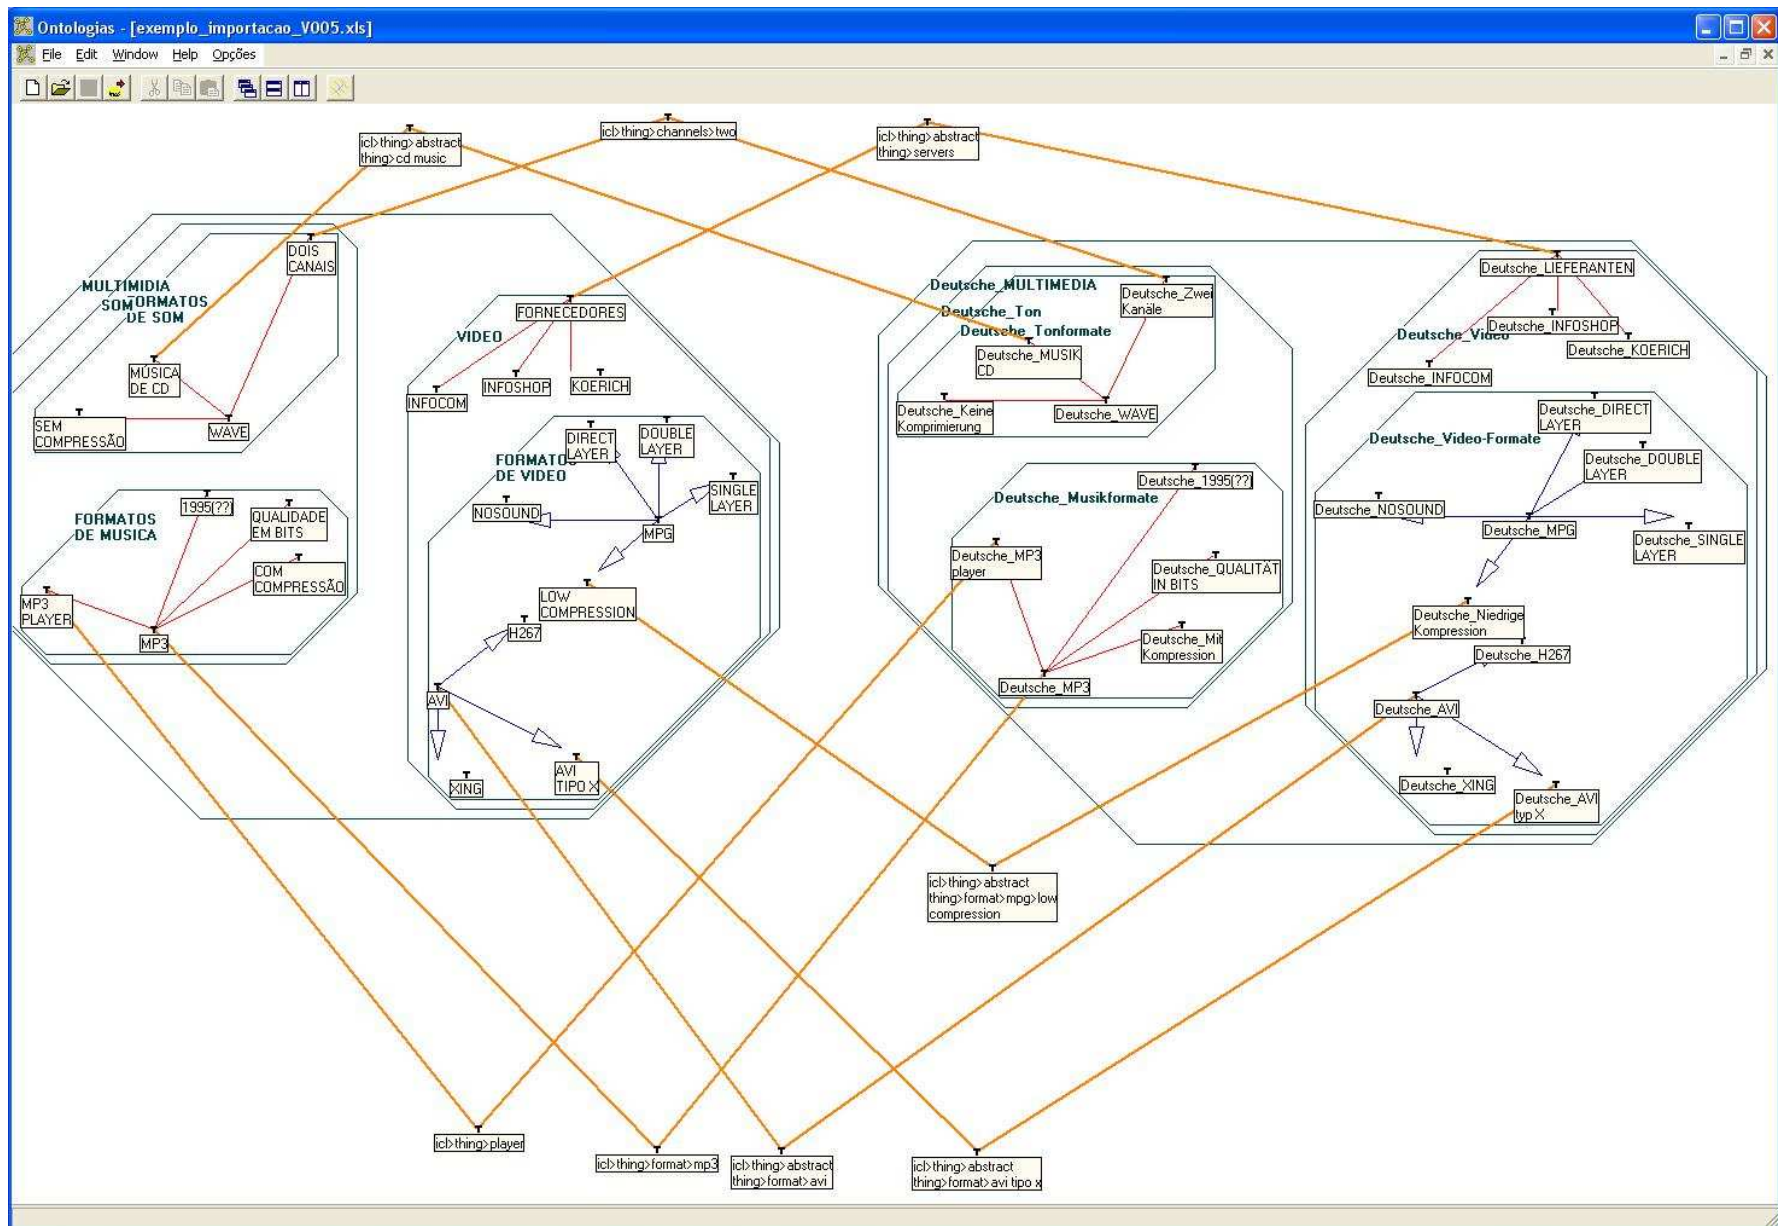 Ontologias - [exemplo_importacao_V005.xls]
File Edit Window Help Opções
icl>thing>abstract
thing>cd music
icl>thing>channels>two
icl>thing>abstract
thing>servers
MULTIMIDIA
SOM
FORMATOS
DE SOM
DOIS
CANAIS
MÚSICA
DE CD
SEM
COMPRESSÃO
WAVE
FORMATOS
DE MUSICA
1995(??)
QUALIDADE
EM BITS
COM
COMPRESSÃO
MP3
PLAYER
MP3
VIDEO
FORNECEDORES
INFOCOM
INFOSHOP
KOERICH
FORMATOS
DE VIDEO
DIRECT
LAYER
DOUBLE
LAYER
SINGLE
LAYER
NOSOUND
MPG
LOW
COMPRESSION
H267
AVI
XING
AVI
TIPO X
Deutsche_MULTIMEDIA
Deutsche_Ton
Deutsche_Tonformate
Deutsche_Zwei
Kanäle
Deutsche_MUSIK
CD
Deutsche_Keine
Komprimierung
Deutsche_WAVE
Deutsche_Musikformate
Deutsche_1995(??)
Deutsche_MP3
player
Deutsche_QUALITÄT
IN BITS
Deutsche_Mit
Kompression
Deutsche_MP3
Deutsche_LIEFERANTEN
Deutsche_Video
Deutsche_INFOSHOP
Deutsche_KOERICH
Deutsche_INFOCOM
Deutsche_Video-Formate
Deutsche_DIRECT
LAYER
Deutsche_DOUBLE
LAYER
Deutsche_NOSOUND
Deutsche_MPG
Deutsche_SINGLE
LAYER
Deutsche_Niedrige
Kompression
Deutsche_H267
Deutsche_AVI
Deutsche_XING
Deutsche_AVI
typ X
icl>thing>abstract
thing>format>mpg>low
compression
icl>thing>player
icl>thing>format>mp3
icl>thing>abstract
thing>format>avi
icl>thing>abstract
thing>format>avi tipo x